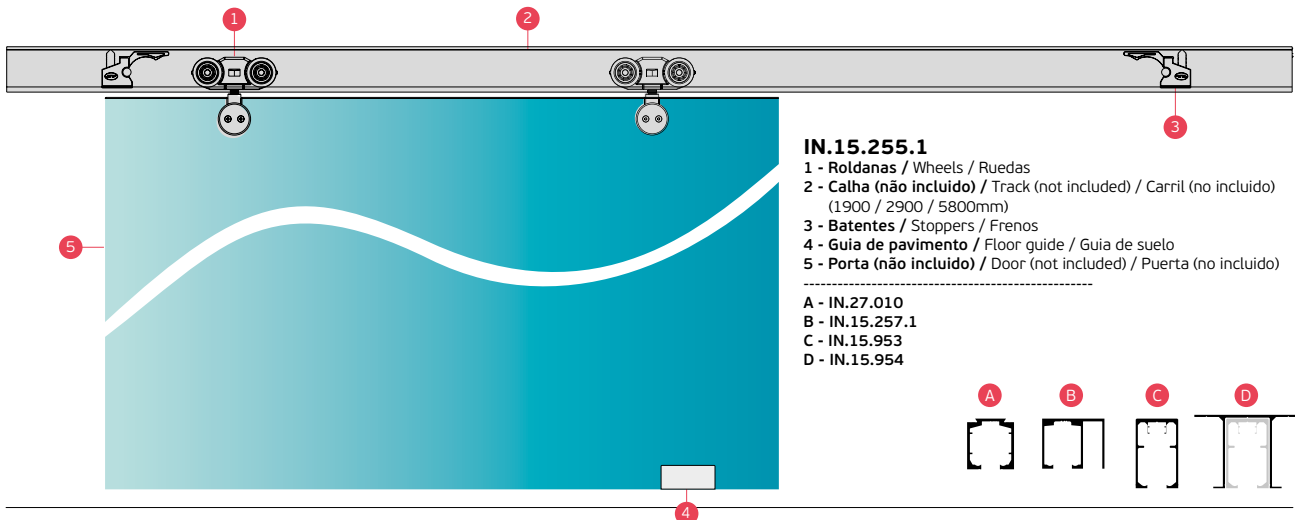 1
2
3
5
4
IN.15.255.1
1 - Roldanas / Wheels / Ruedas
2 - Calha (não incluido) / Track (not included) / Carril (no incluido)
(1900 / 2900 / 5800mm)
3 - Batentes / Stoppers / Frenos
4 - Guia de pavimento / Floor guide / Guia de suelo
5 - Porta (não incluido) / Door (not included) / Puerta (no incluido)
----------------------------------------------------
A - IN.27.010
B - IN.15.257.1
C - IN.15.953
D - IN.15.954
A B C D